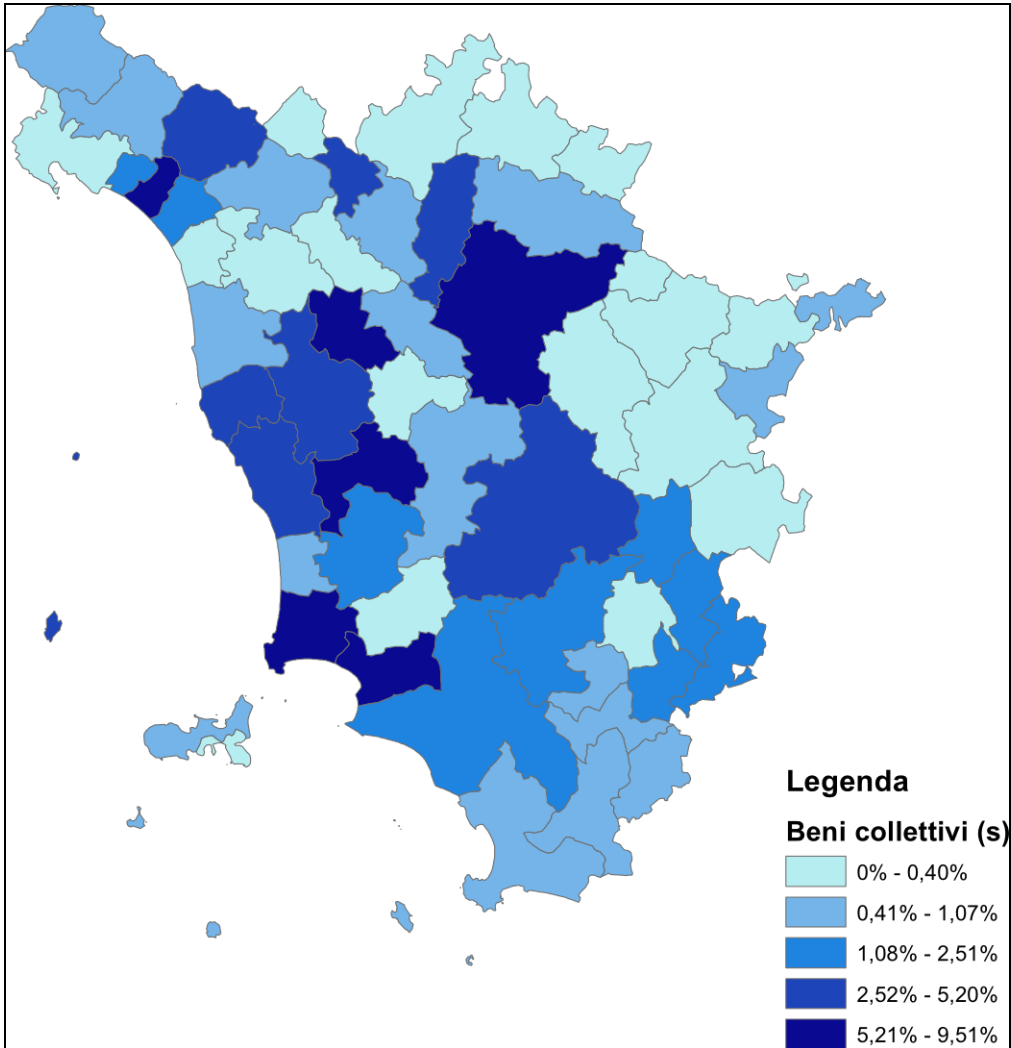 Legenda
Beni collettivi (s)
0% - 0,40%
0,41% - 1,07%
1,08% - 2,51%
2,52% - 5,20%
5,21% - 9,51%